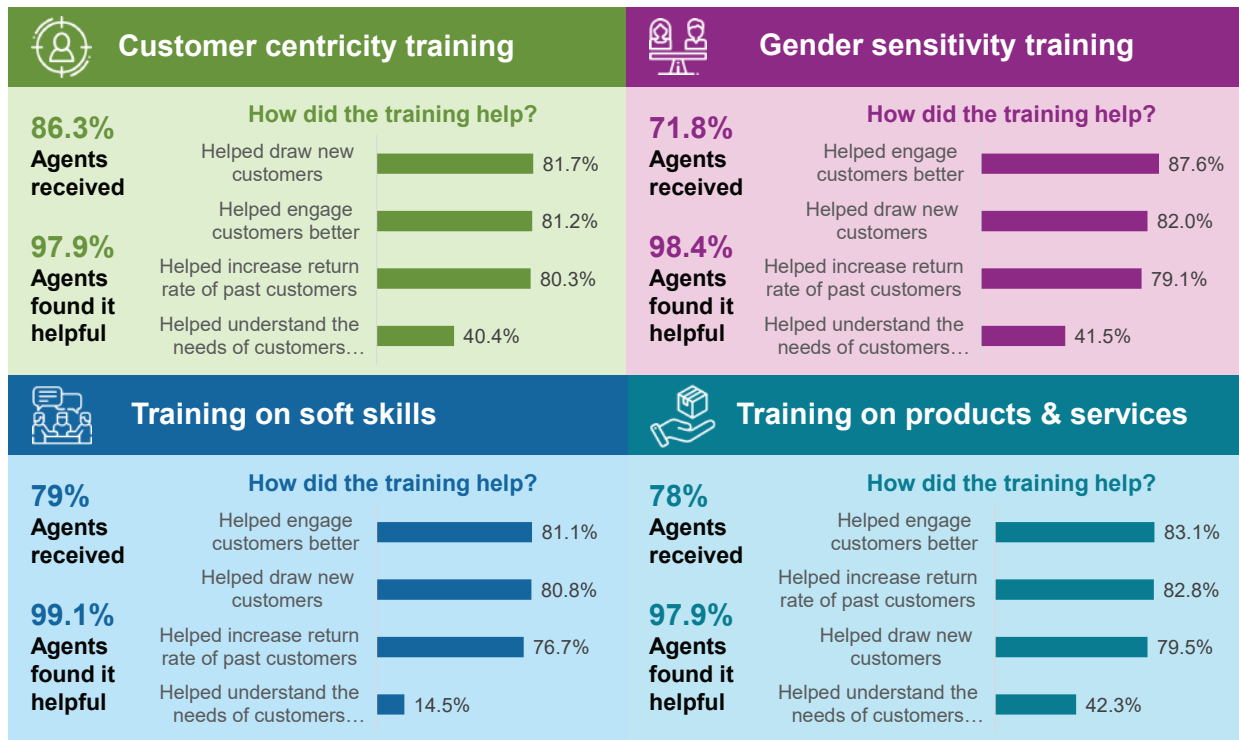 Customer centricity training
86.3%
Agents
received
97.9%
Agents
found it
helpful
How did the training help?
Helped draw new
customers
81.7%
Helped engage
customers better
81.2%
Helped increase return
rate of past customers
80.3%
Helped understand the
needs of customers…
40.4%
Gender sensitivity training
71.8%
Agents
received
98.4%
Agents
found it
helpful
How did the training help?
Helped engage
customers better
87.6%
Helped draw new
customers
82.0%
Helped increase return
rate of past customers
79.1%
Helped understand the
needs of customers…
41.5%
Training on soft skills
79%
Agents
received
99.1%
Agents
found it
helpful
How did the training help?
Helped engage
customers better
81.1%
Helped draw new
customers
80.8%
Helped increase return
rate of past customers
76.7%
Helped understand the
needs of customers…
14.5%
Training on products & services
78%
Agents
received
97.9%
Agents
found it
helpful
How did the training help?
Helped engage
customers better
83.1%
Helped increase return
rate of past customers
82.8%
Helped draw new
customers
79.5%
Helped understand the
needs of customers…
42.3%